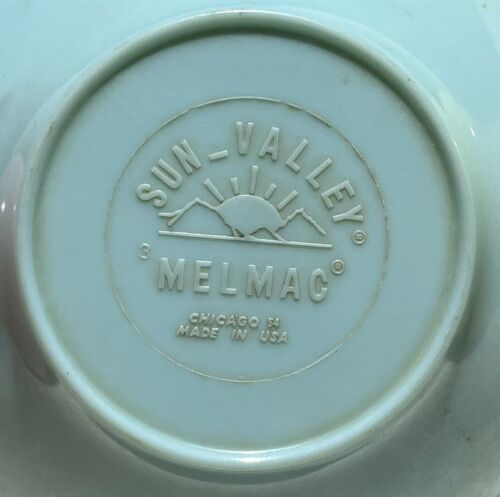 SUN_VALLEY®
3
MELMAC®
CHICAGO 54
MADE IN USA